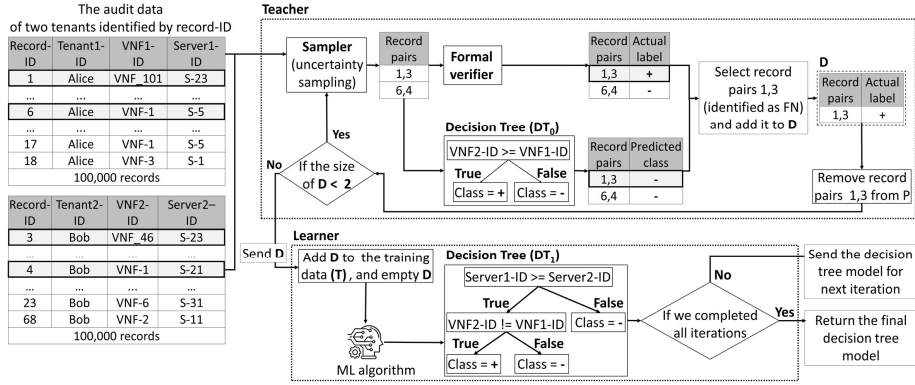 The audit data
of two tenants identified by record-ID
Record-ID Tenant1-ID VNF1-ID Server1-ID
1 Alice VNF_101 S-23
... ... ... ...
6 Alice VNF-1 S-5
... ... ... ...
17 Alice VNF-1 S-5
18 Alice VNF-3 S-1
100,000 records
Record-ID Tenant2-ID VNF2-ID Server2–ID
3 Bob VNF_46 S-23
... ... ... ...
4 Bob VNF-1 S-21
... ... ... ...
23 Bob VNF-6 S-31
68 Bob VNF-2 S-11
100,000 records
Teacher
Sampler
(uncertainty
sampling)
Record
pairs
1,3
6,4
Formal
verifier
Record pairs Actual label
1,3 +
6,4 -
Select record
pairs 1,3
(identified as FN)
and add it to D
D
Record pairs Actual label
1,3 +
Yes
No
If the size
of D < 2
Decision Tree (DT0)
VNF2-ID >= VNF1-ID
True False
Class = + Class = -
Record pairs Predicted class
1,3 -
6,4 -
Remove record
pairs 1,3 from P
Send D
Learner
Add D to the training
data (T), and empty D
ML algorithm
Decision Tree (DT1)
Server1-ID >= Server2-ID
True False
VNF2-ID != VNF1-ID Class = -
True False
Class = + Class = -
If we completed
all iterations
No
Yes
Send the decision
tree model for
next iteration
Return the final
decision tree
model